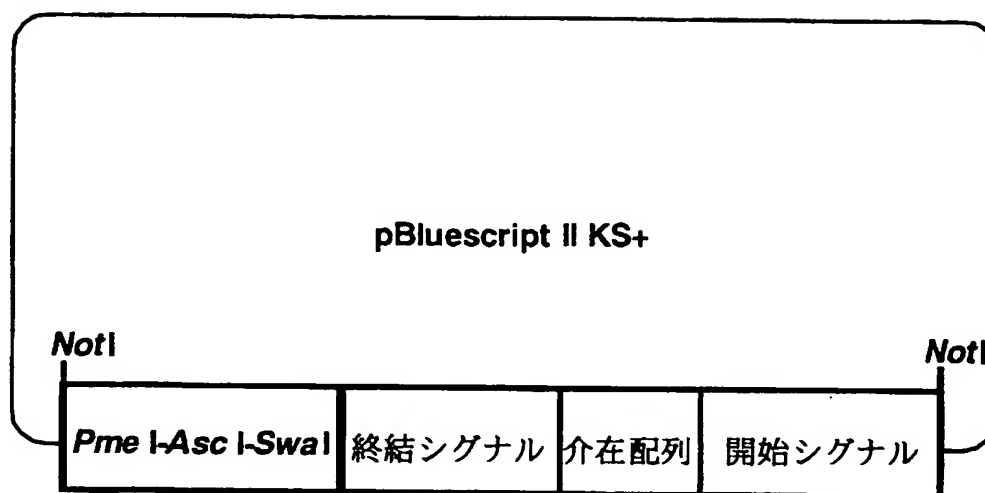 pBluescript II KS+
NotI
NotI
Pme I-Asc I-Swa I
終結シグナル
介在配列
開始シグナル